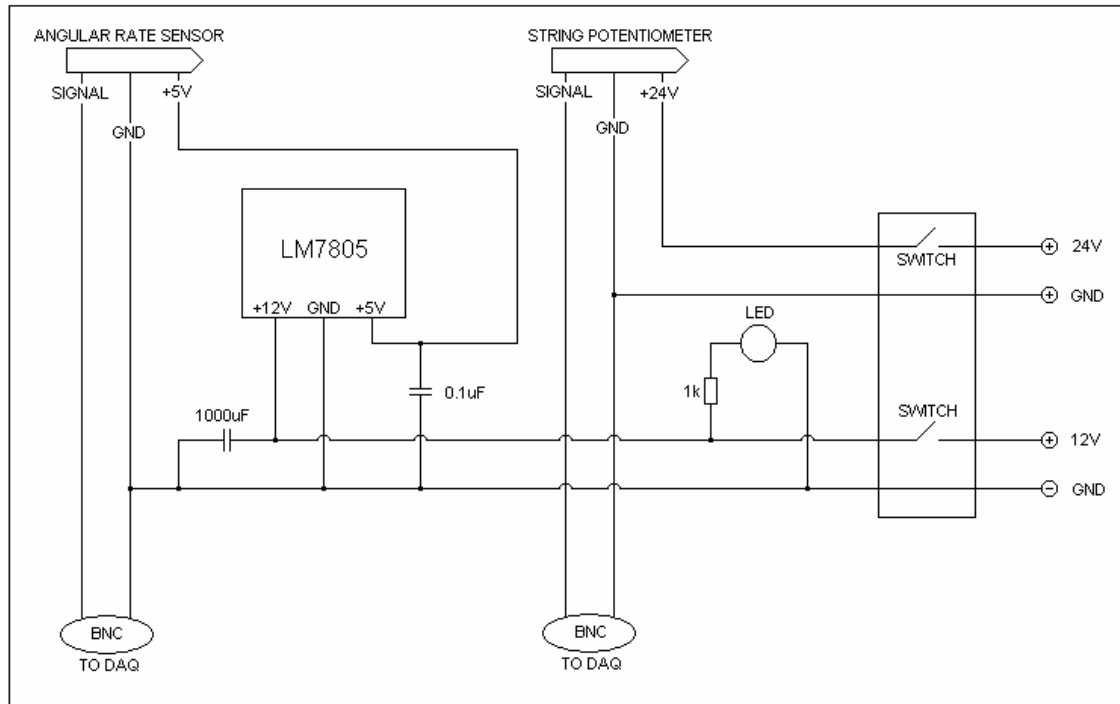 ANGULAR RATE SENSOR
SIGNAL
+5V
GND
LM7805
+12V GND +5V
0.1uF
1000uF
BNC
TO DAQ
STRING POTENTIOMETER
SIGNAL
+24V
GND
LED
1k
SWITCH
24V
GND
SWITCH
12V
GND
BNC
TO DAQ